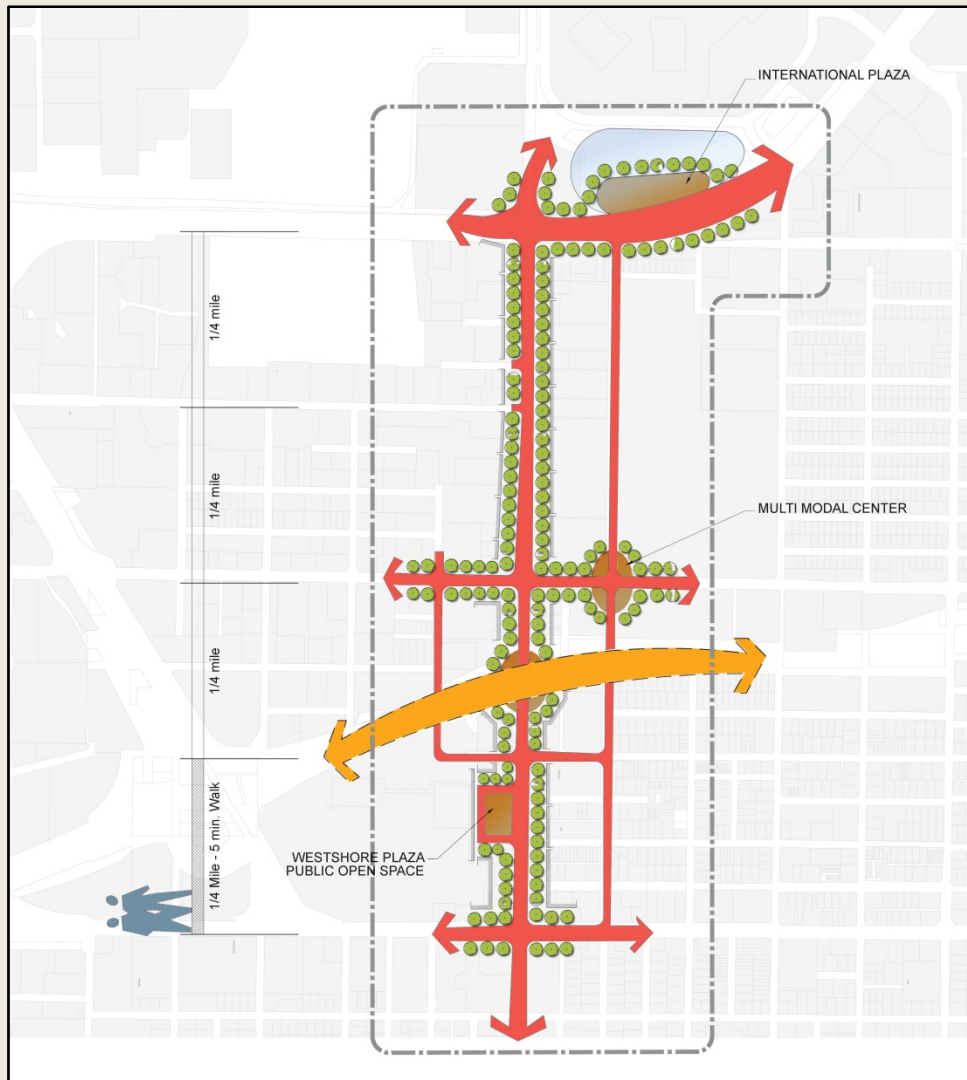 INTERNATIONAL PLAZA
1/4 mile
1/4 mile
MULTI MODAL CENTER
1/4 mile
1/4 Mile - 5 min. Walk
WESTSHORE PLAZA
PUBLIC OPEN SPACE